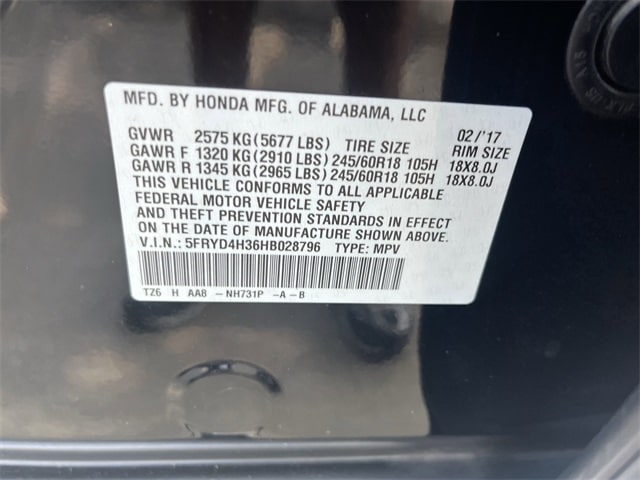 MFD. BY HONDA MFG. OF ALABAMA, LLC
GVWR 2575 KG (5677 LBS) TIRE SIZE 02/'17 RIM SIZE
GAWR F 1320 KG (2910 LBS) 245/60R18 105H 18X8.0J
GAWR R 1345 KG (2965 LBS) 245/60R18 105H 18X8.0J
THIS VEHICLE CONFORMS TO ALL APPLICABLE
FEDERAL MOTOR VEHICLE SAFETY
AND THEFT PREVENTION STANDARDS IN EFFECT
ON THE DATE OF MANUFACTURE SHOWN ABOVE.
V.I.N.: 5FRYD4H36HB028796 TYPE: MPV
TZ6 H AA8 - NH731P -A-B